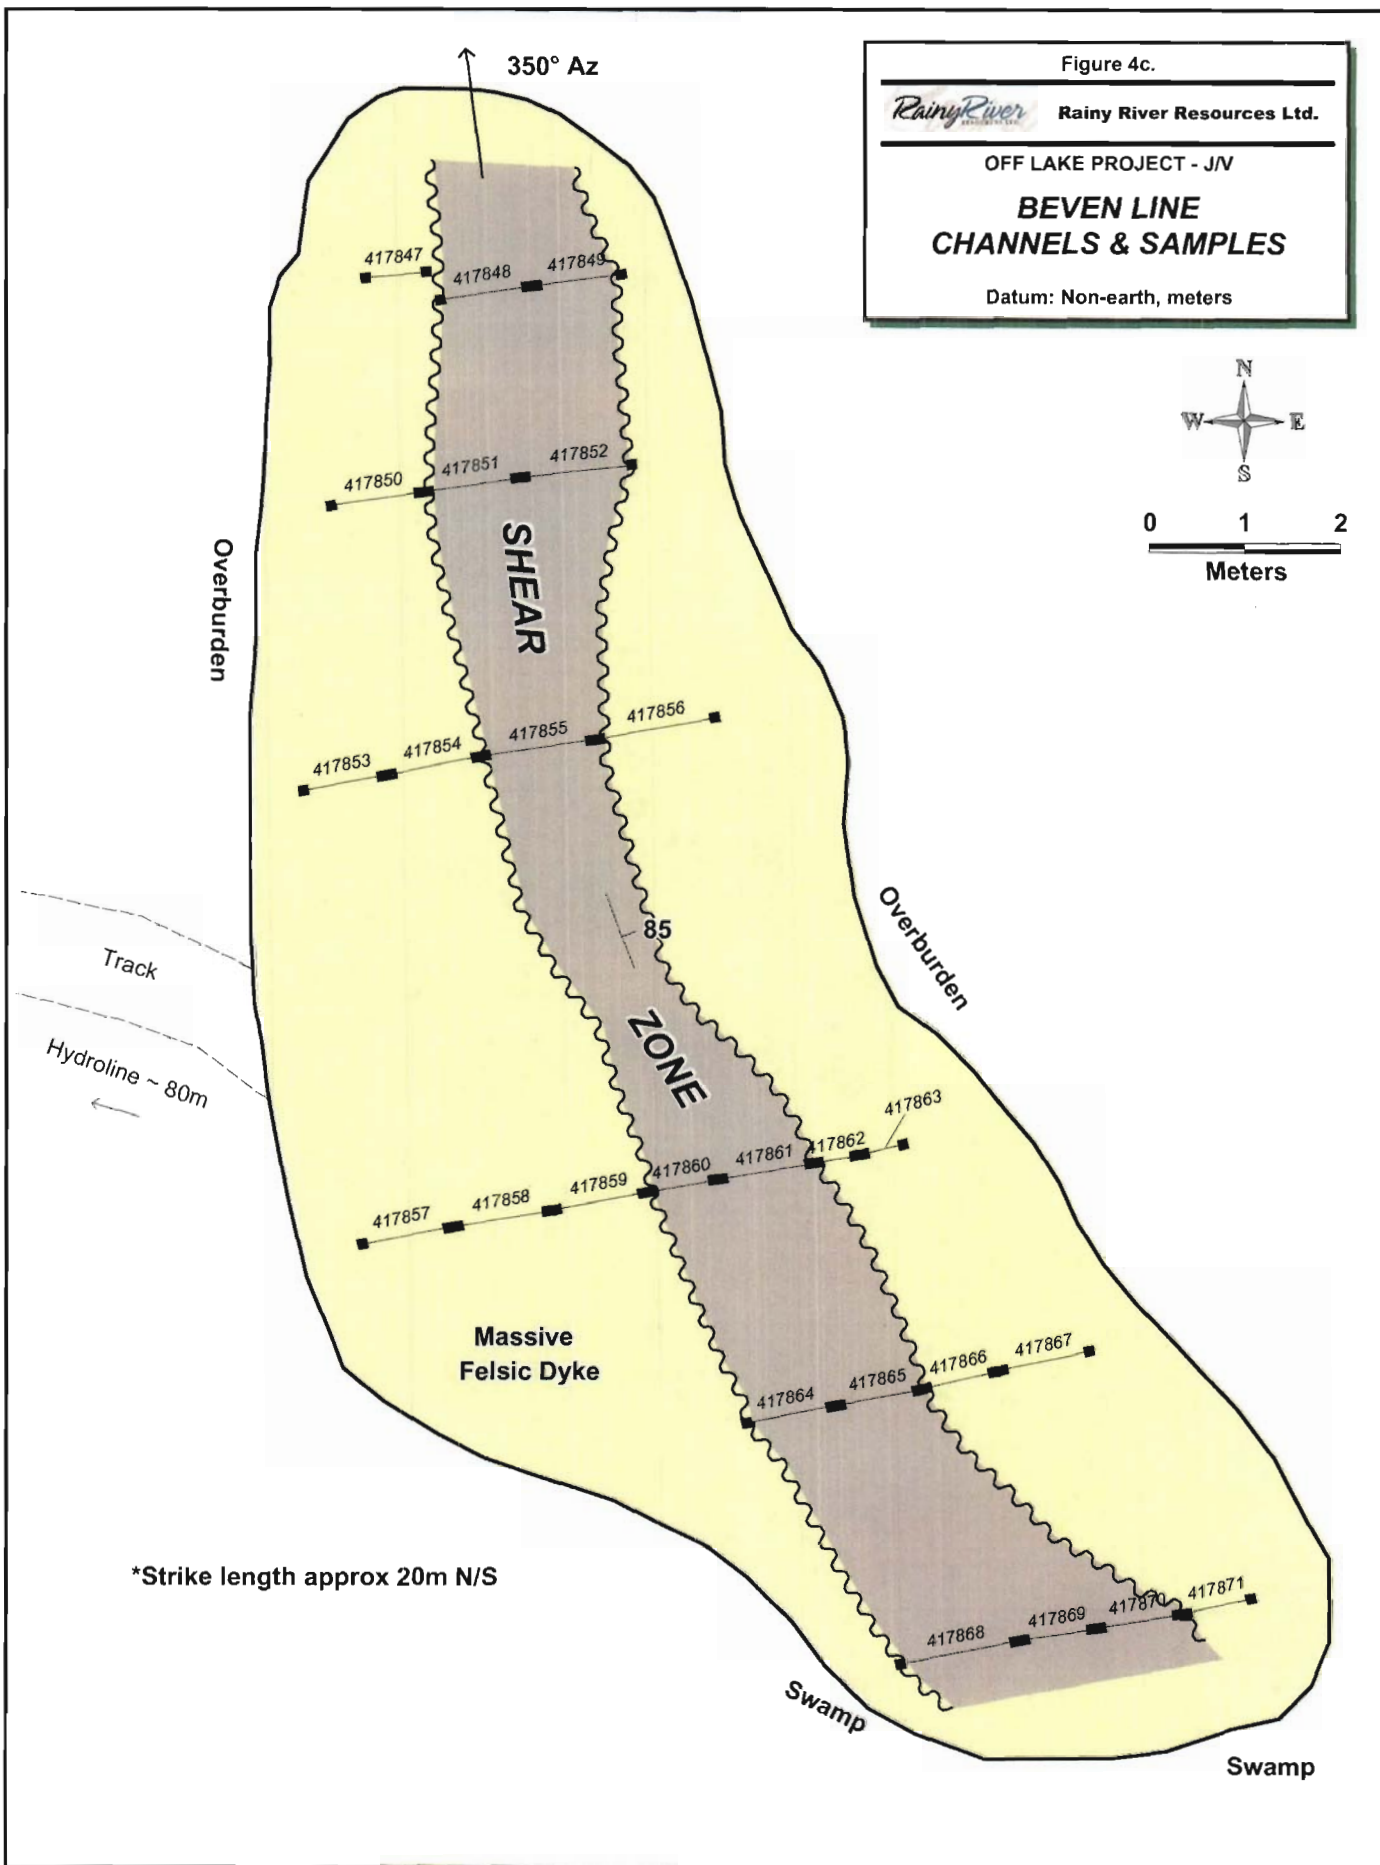 350° Az
Figure 4c.
RainyRiver
Rainy River Resources Ltd.
OFF LAKE PROJECT - J/V
BEVEN LINE
CHANNELS & SAMPLES
Datum: Non-earth, meters
N
W E
S
0 1 2
Meters
417847
417848
417849
417850
417851
417852
Overburden
SHEAR
417853
417854
417855
417856
85
Overburden
Track
ZONE
Hydroline ~ 80m
417857
417858
417859
417860
417861
417862
417863
Massive
Felsic Dyke
417864
417865
417866
417867
*Strike length approx 20m N/S
417868
417869
417870
417871
Swamp
Swamp